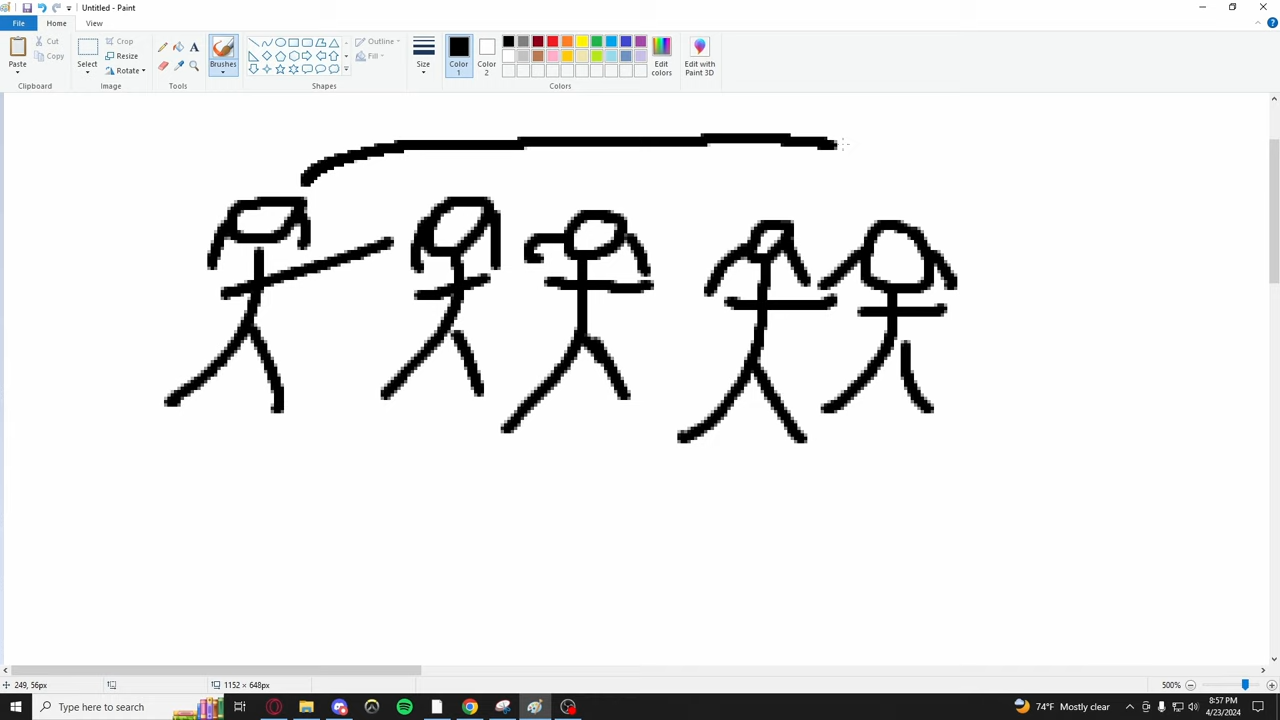 Untitled - Paint
File Home View
Paste
Cut
Copy
Clipboard
Select
Crop
Resize
Rotate
Image
A
Tools
Brushes
Outline
Fill
Shapes
Size
Color
1
Color
2
Edit
colors
Colors
Edit with
Paint 3D
249, 56px
1152 × 648px
500%
Type here to search
74°F Mostly clear
8:57 PM
4/23/2024